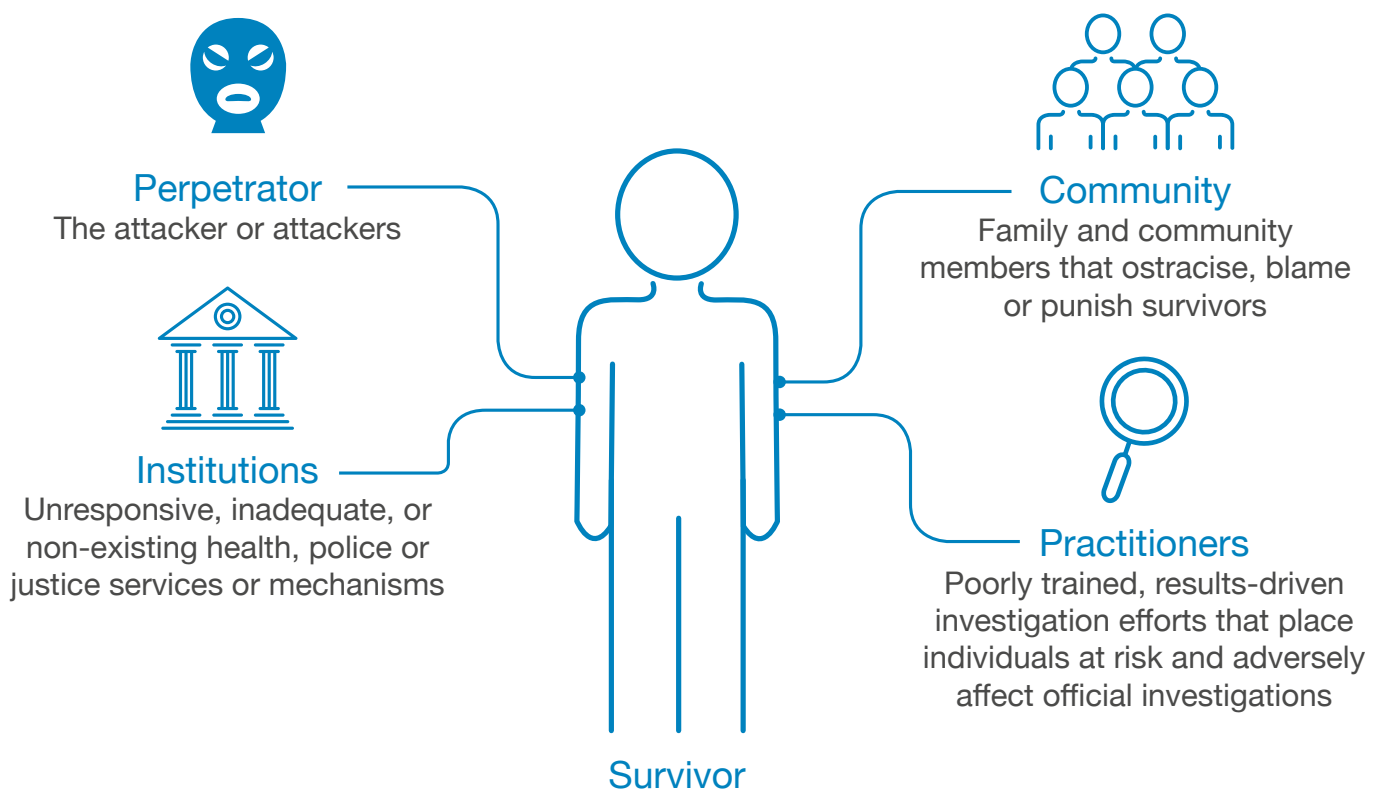 Perpetrator
The attacker or attackers
Institutions
Unresponsive, inadequate, or
non-existing health, police or
justice services or mechanisms
Community
Family and community
members that ostracise, blame
or punish survivors
Practitioners
Poorly trained, results-driven
investigation efforts that place
individuals at risk and adversely
affect official investigations
Survivor